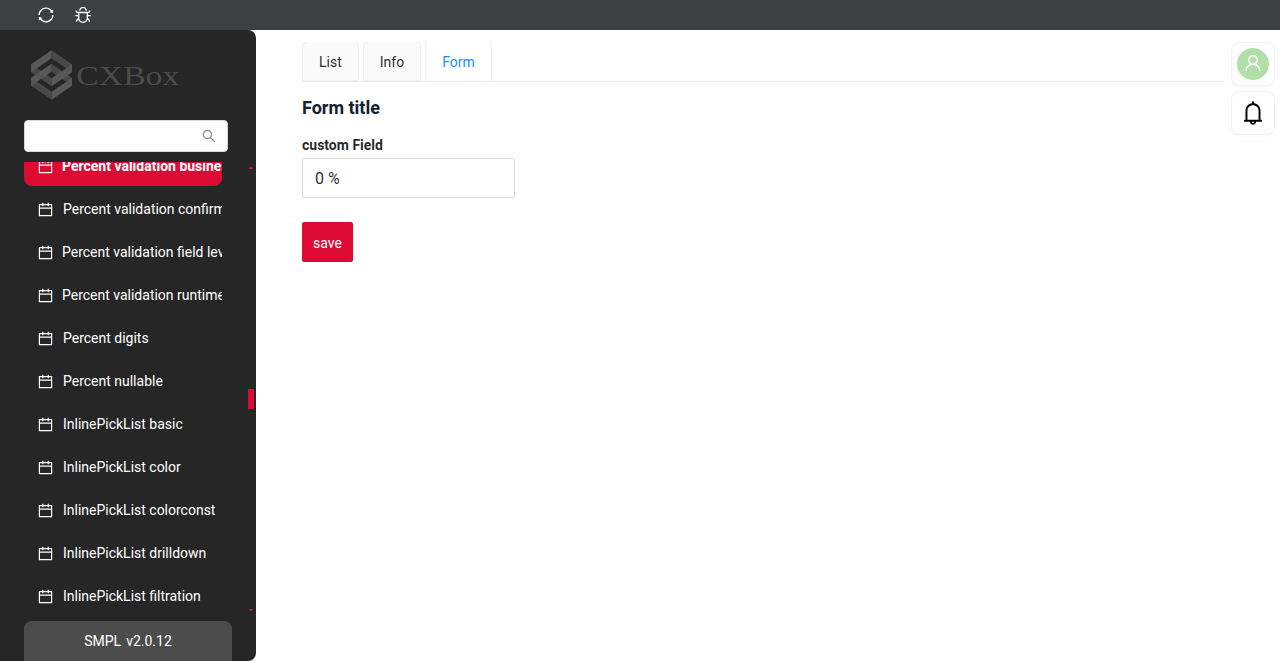 CXBox
Percent validation busine
Percent validation confirm
Percent validation field lev
Percent validation runtime
Percent digits
Percent nullable
InlinePickList basic
InlinePickList color
InlinePickList colorconst
InlinePickList drilldown
InlinePickList filtration
SMPL v2.0.12
List
Info
Form
Form title
custom Field
0 %
save